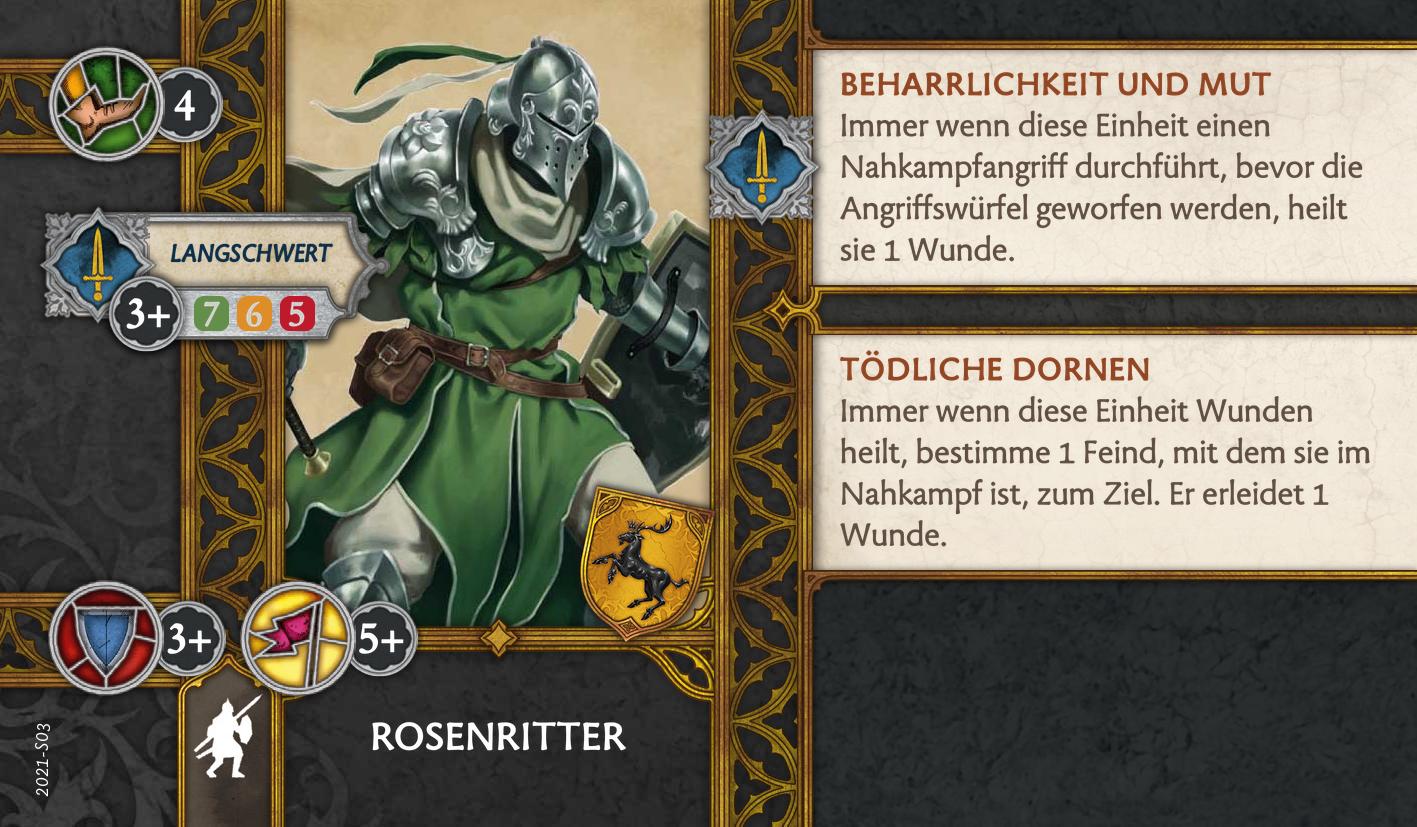 4
LANGSCHWERT
3+ 7 6 5
3+ 5+
ROSENRITTER
2021-S03
BEHARRLICHKEIT UND MUT
Immer wenn diese Einheit einen
Nahkampfangriff durchführt, bevor die
Angriffswürfel geworfen werden, heilt
sie 1 Wunde.
TÖDLICHE DORNEN
Immer wenn diese Einheit Wunden
heilt, bestimme 1 Feind, mit dem sie im
Nahkampf ist, zum Ziel. Er erleidet 1
Wunde.